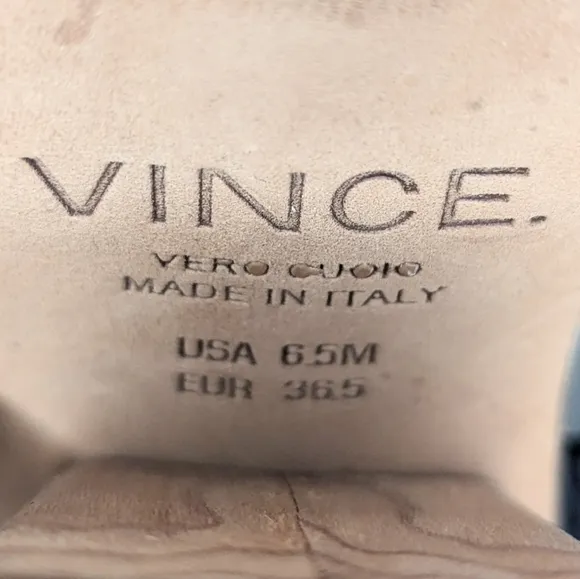 VINCE.
VERO CUOIO
MADE IN ITALY
USA 6.5M
EUR 36.5